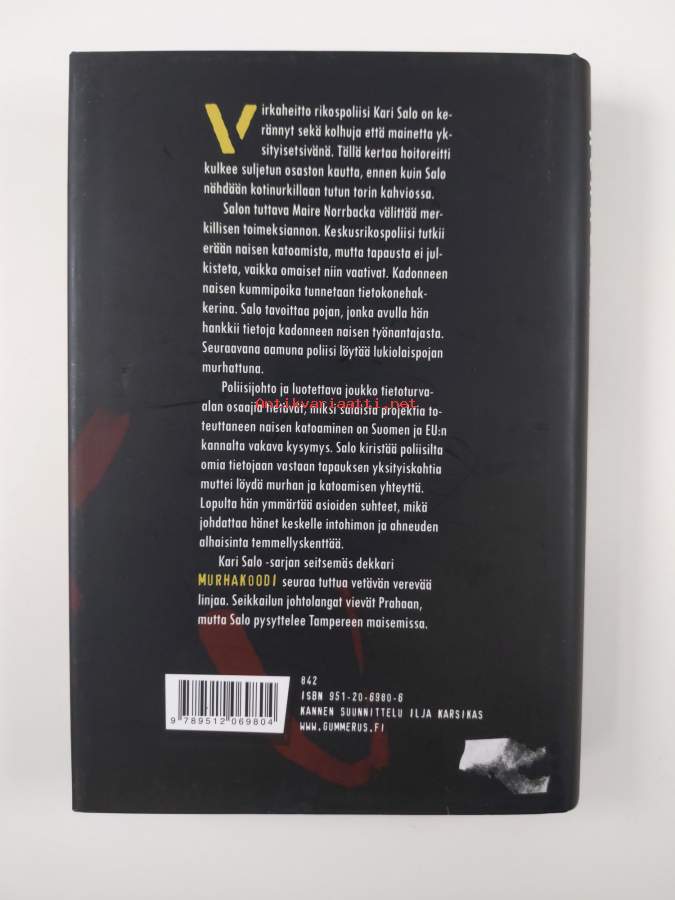 Virkaheitto rikospoliisi Kari Salo on ke-
rännyt sekä kolhuja että mainetta yk-
sityisetsivänä. Tällä kertaa hoitoreitti
kulkee suljetun osaston kautta, ennen kuin Salo
nähdään kotinurkillaan tutun torin kahviossa.
Salon tuttava Maire Norrbacka välittää mer-
killisen toimeksiannon. Keskusrikospoliisi tutkii
erään naisen katoamista, mutta tapausta ei jul-
kisteta, vaikka omaiset niin vaativat. Kadonneen
naisen kummipoika tunnetaan tietokonehak-
kerina. Salo tavoittaa pojan, jonka avulla hän
hankkii tietoja kadonneen naisen työnantajasta.
Seuraavana aamuna poliisi löytää lukiolaispojan
murhattuna.
Poliisijohto ja luotettava joukko tietoturva-
alan osaajia tietävät, miksi salaisia projektia to-
teuttaneen naisen katoaminen on Suomen ja EU:n
kannalta vakava kysymys. Salo kiristää poliisilta
omia tietojaan vastaan tapauksen yksityiskohtia
muttei löydä murhan ja katoamisen yhteyttä.
Lopulta hän ymmärtää asioiden suhteet, mikä
johdattaa hänet keskelle intohimon ja ahneuden
alhaisinta temmellyskenttää.
Kari Salo -sarjan seitsemäs dekkari
MURHAKOODI seuraa tuttua vetävän verevää
linjaa. Seikkailun johtolangat vievät Prahaan,
mutta Salo pysyttelee Tampereen maisemissa.
Antikvariaatti.net
842
ISBN 951-20-6980-6
KANNEN SUUNNITTELU ILJA KARSIKAS
WWW.GUMMERUS.FI
9 789512 069804